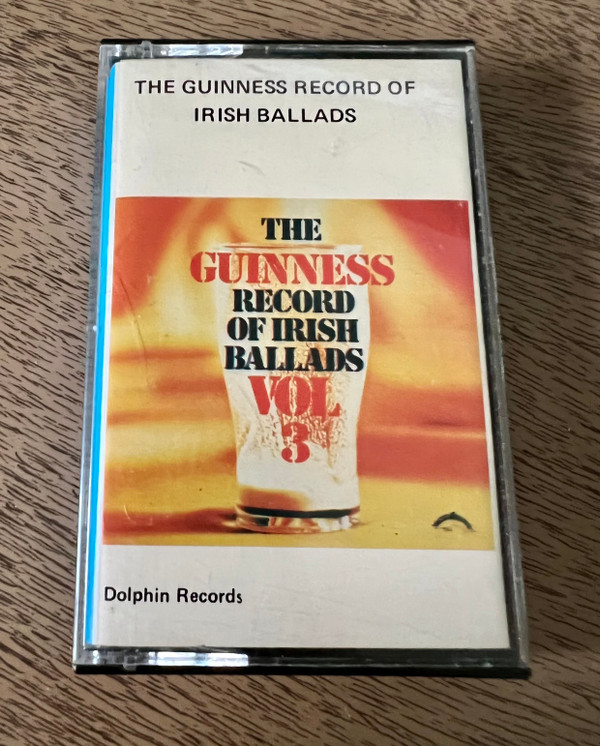 THE GUINNESS RECORD OF
IRISH BALLADS
THE
GUINNESS
RECORD
OF IRISH
BALLADS
VOL
3
Dolphin Records